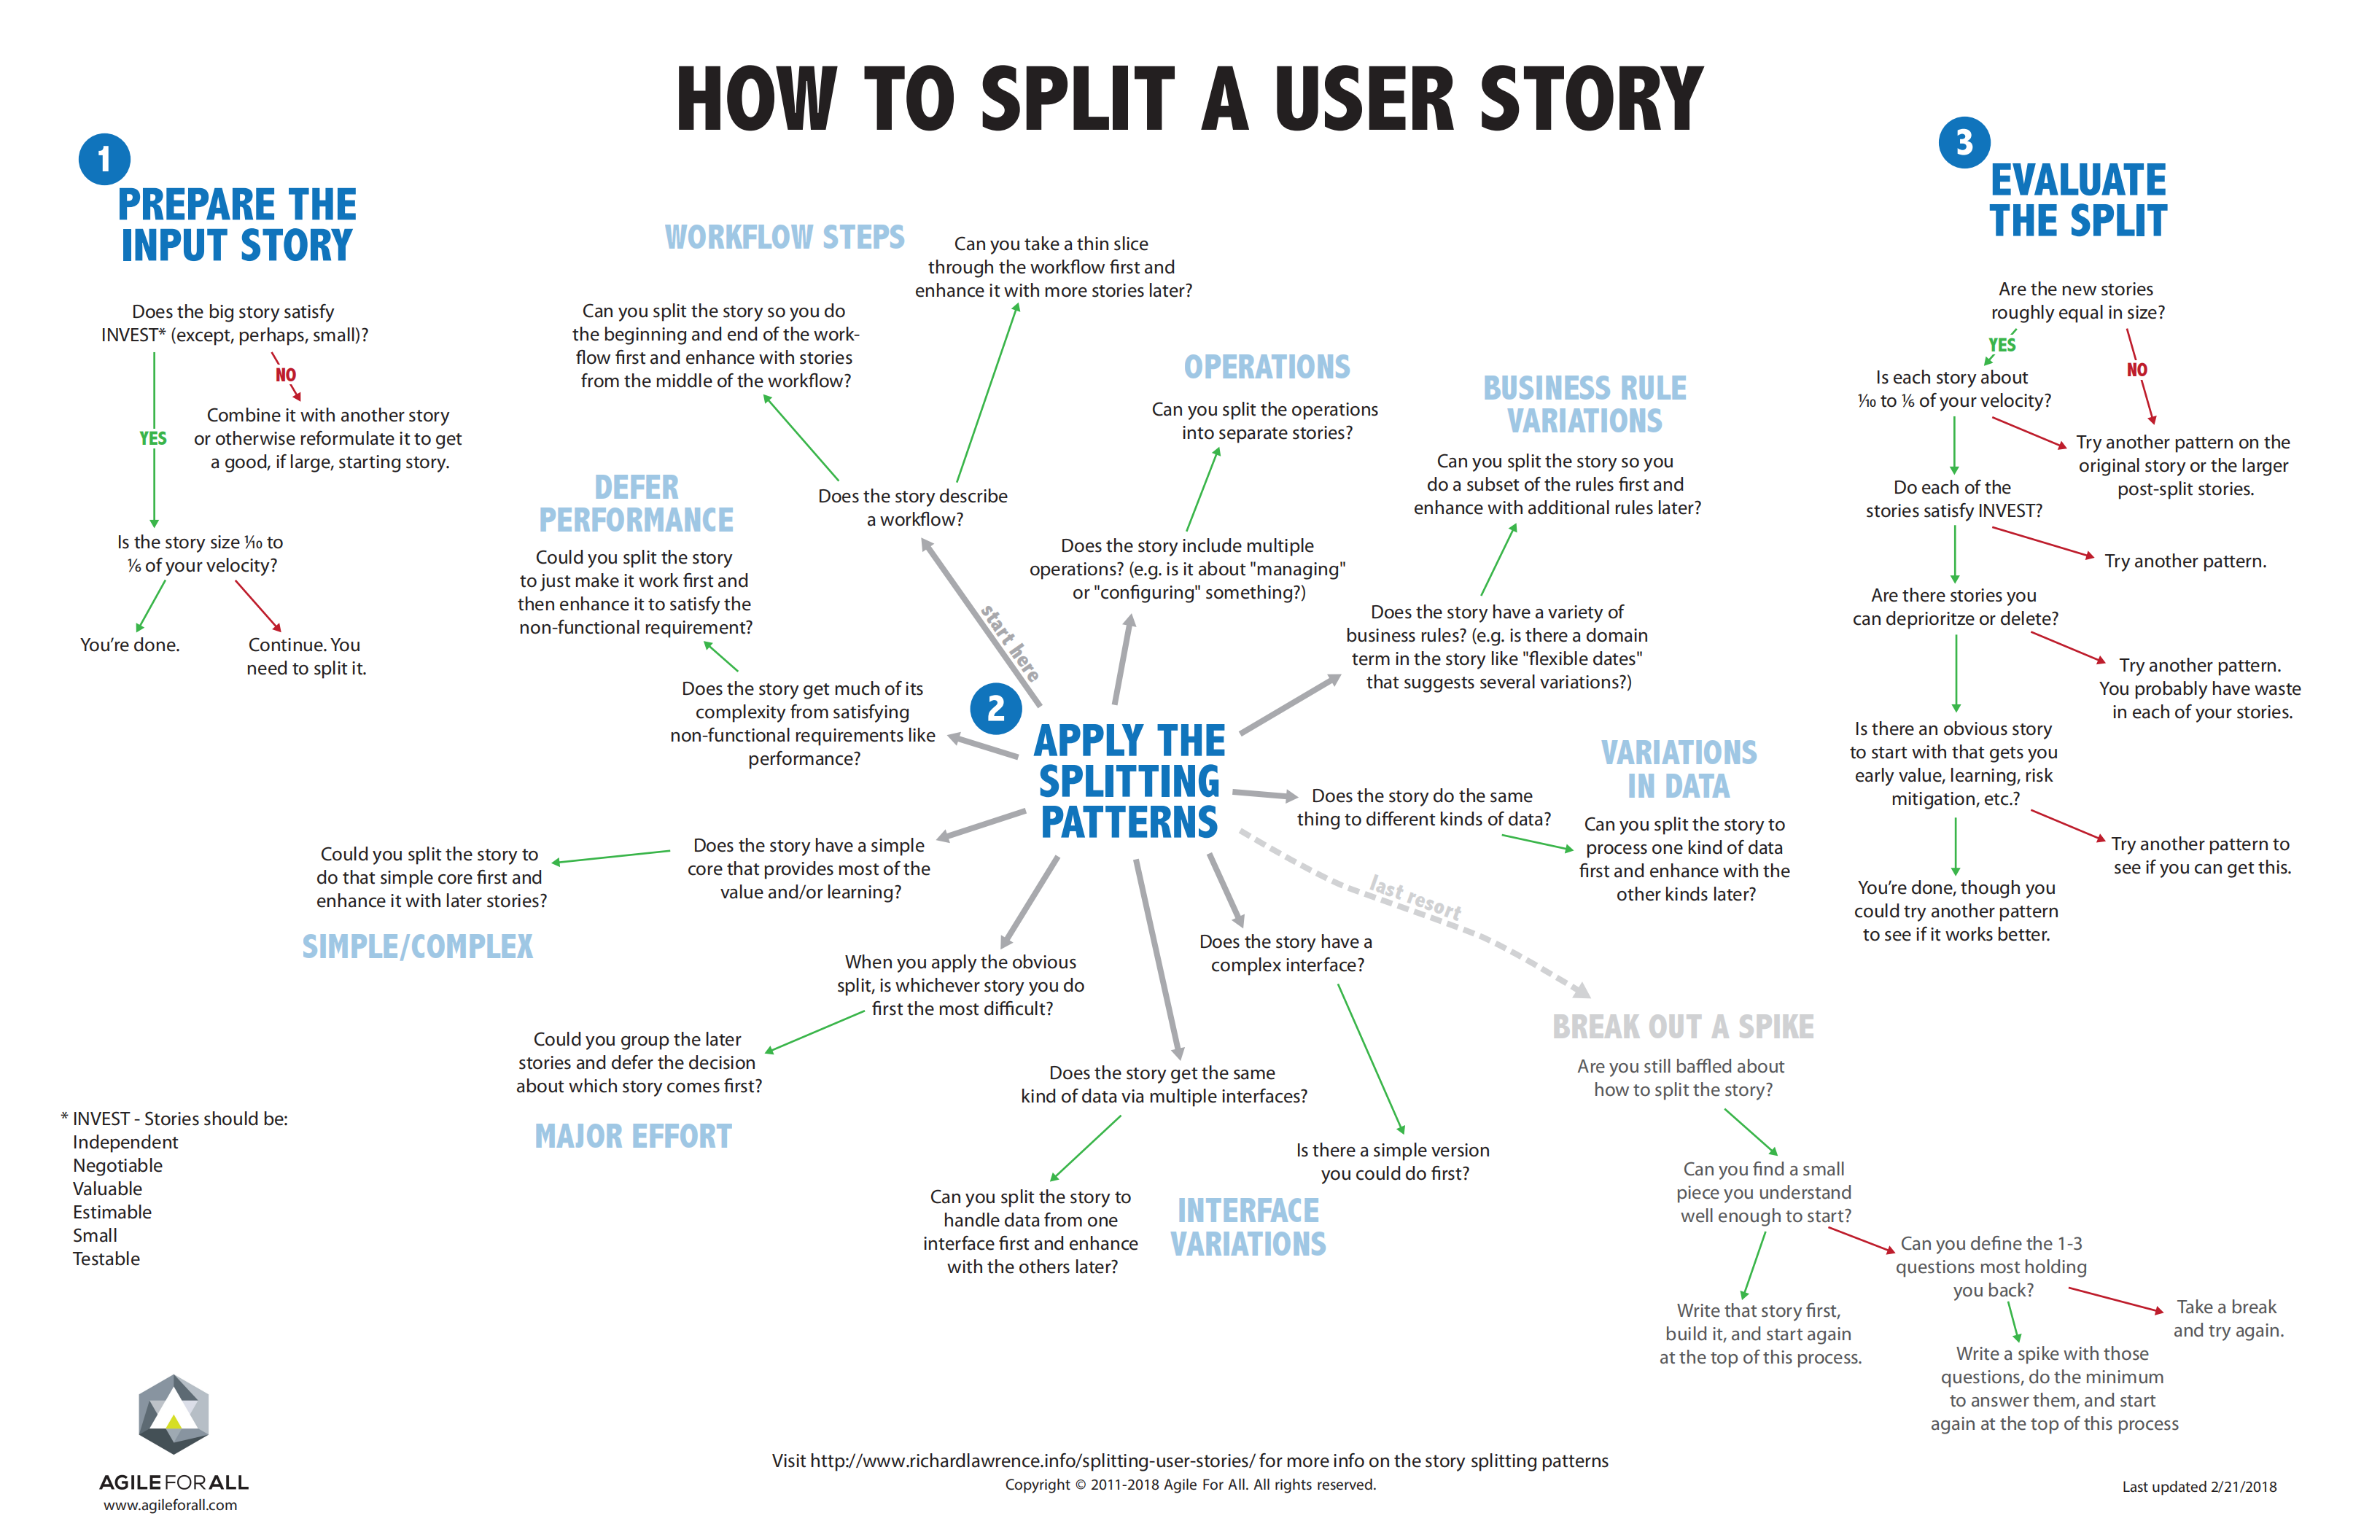 HOW TO SPLIT A USER STORY
1
PREPARE THE
INPUT STORY
Does the big story satisfy
INVEST* (except, perhaps, small)?
YES
NO
Combine it with another story
or otherwise reformulate it to get
a good, if large, starting story.
Is the story size 1/10 to
1/6 of your velocity?
You're done.
Continue. You
need to split it.
2
APPLY THE
SPLITTING
PATTERNS
start here
WORKFLOW STEPS
Does the story describe
a workflow?
Can you split the story so you do
the beginning and end of the work-
flow first and enhance with stories
from the middle of the workflow?
Can you take a thin slice
through the workflow first and
enhance it with more stories later?
OPERATIONS
Can you split the operations
into separate stories?
Does the story include multiple
operations? (e.g. is it about "managing"
or "configuring" something?)
BUSINESS RULE
VARIATIONS
Can you split the story so you
do a subset of the rules first and
enhance with additional rules later?
Does the story have a variety of
business rules? (e.g. is there a domain
term in the story like "flexible dates"
that suggests several variations?)
VARIATIONS
IN DATA
Does the story do the same
thing to different kinds of data?
Can you split the story to
process one kind of data
first and enhance with the
other kinds later?
DEFER
PERFORMANCE
Could you split the story
to just make it work first and
then enhance it to satisfy the
non-functional requirement?
Does the story get much of its
complexity from satisfying
non-functional requirements like
performance?
Does the story have a simple
core that provides most of the
value and/or learning?
Could you split the story to
do that simple core first and
enhance it with later stories?
SIMPLE/COMPLEX
When you apply the obvious
split, is whichever story you do
first the most difficult?
Could you group the later
stories and defer the decision
about which story comes first?
MAJOR EFFORT
Does the story have a
complex interface?
Is there a simple version
you could do first?
Does the story get the same
kind of data via multiple interfaces?
Can you split the story to
handle data from one
interface first and enhance
with the others later?
INTERFACE
VARIATIONS
last resort
BREAK OUT A SPIKE
Are you still baffled about
how to split the story?
Can you find a small
piece you understand
well enough to start?
Write that story first,
build it, and start again
at the top of this process.
Can you define the 1-3
questions most holding
you back?
Take a break
and try again.
Write a spike with those
questions, do the minimum
to answer them, and start
again at the top of this process
3
EVALUATE
THE SPLIT
Are the new stories
roughly equal in size?
YES
NO
Is each story about
1/10 to 1/6 of your velocity?
Try another pattern on the
original story or the larger
post-split stories.
Do each of the
stories satisfy INVEST?
Try another pattern.
Are there stories you
can deprioritze or delete?
Try another pattern.
You probably have waste
in each of your stories.
Is there an obvious story
to start with that gets you
early value, learning, risk
mitigation, etc.?
Try another pattern to
see if you can get this.
You're done, though you
could try another pattern
to see if it works better.
* INVEST - Stories should be:
Independent
Negotiable
Valuable
Estimable
Small
Testable
AGILE FOR ALL
www.agileforall.com
Visit http://www.richardlawrence.info/splitting-user-stories/ for more info on the story splitting patterns
Copyright © 2011-2018 Agile For All. All rights reserved.
Last updated 2/21/2018